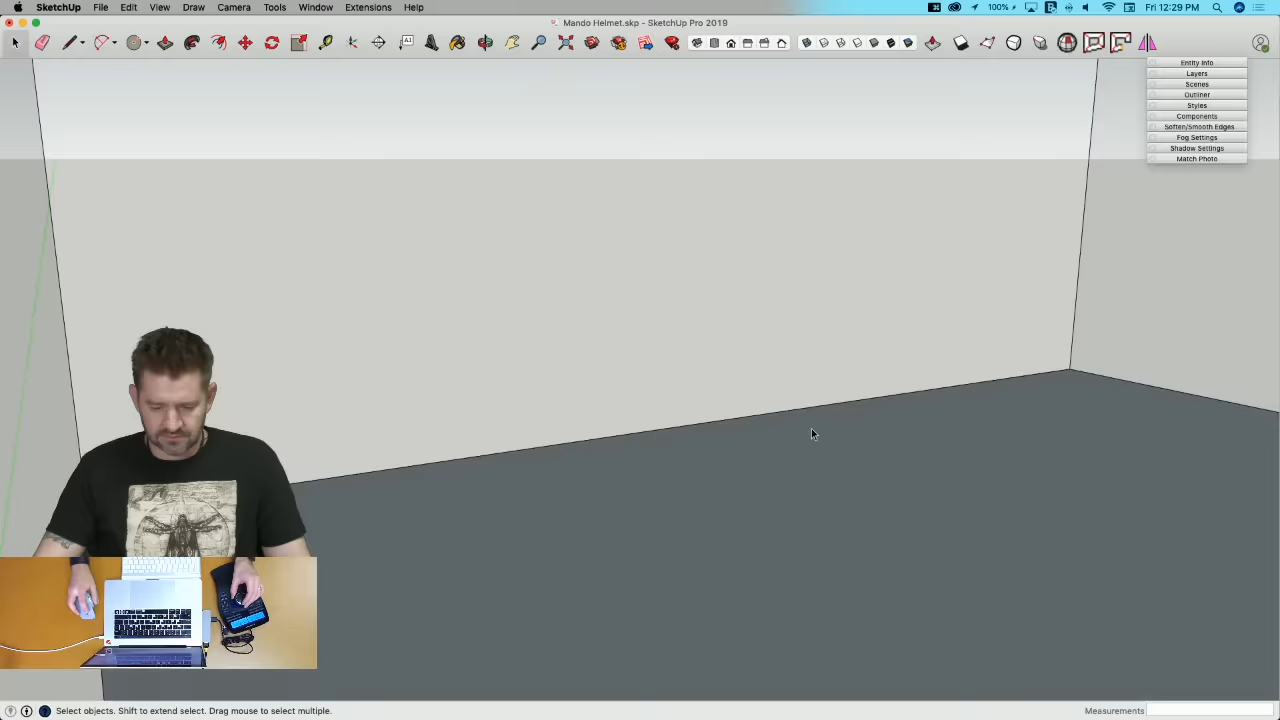 SketchUp File Edit View Camera Draw Tools Window Extensions Help 100% Fri 12:29 PM
Mando Helmet.skp - SketchUp Pro 2019
Entity Info
Layers
Scenes
Outliner
Styles
Components
Soften/Smooth Edges
Fog Settings
Shadow Settings
Match Photo
Select objects. Shift to extend select. Drag mouse to select multiple. Measurements